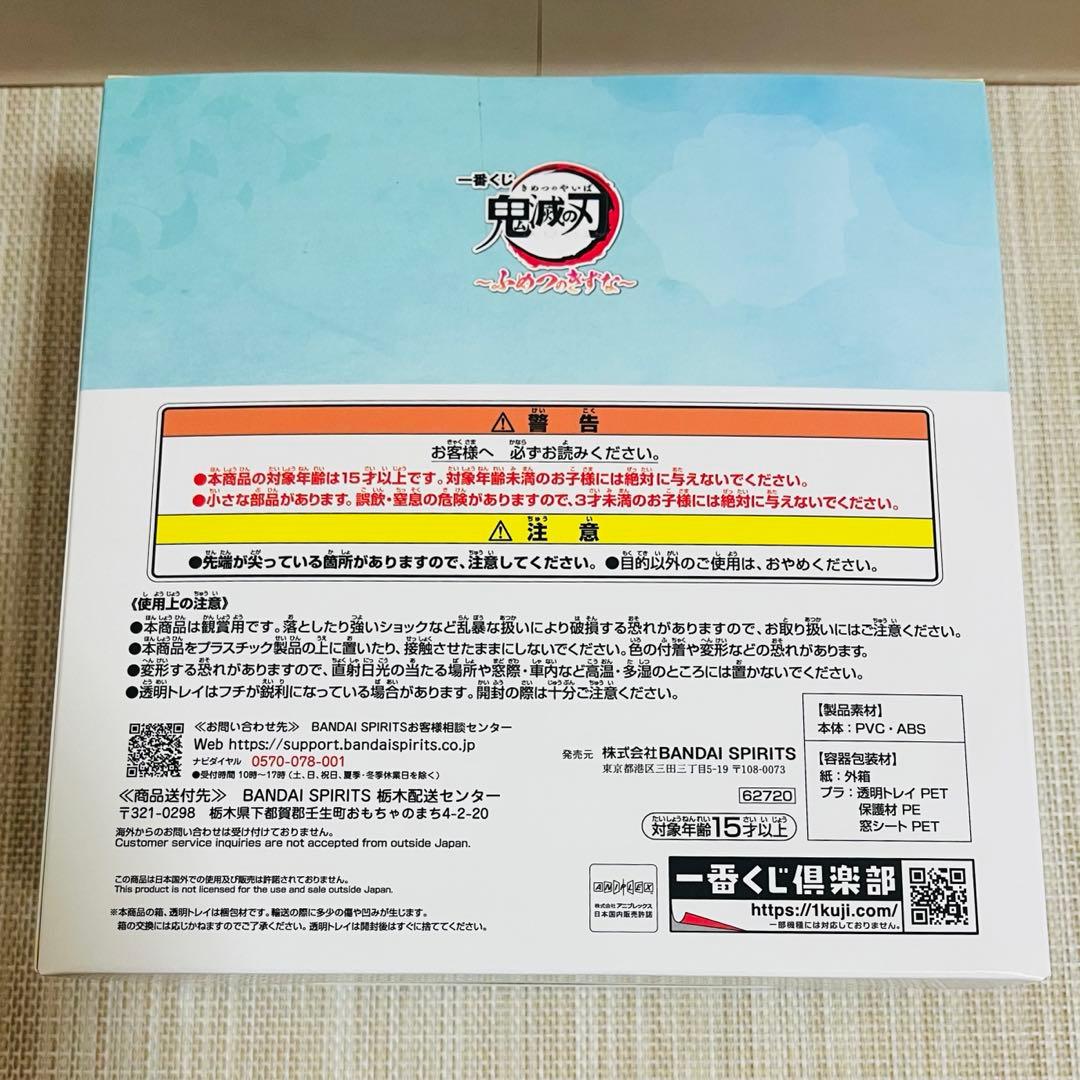 一番くじ
きめつのやいば
鬼滅の刃
～ふめつのきずな～
⚠ 警告
お客様へ 必ずお読みください。
●本商品の対象年齢は15才以上です。対象年齢未満のお子様には絶対に与えないでください。
●小さな部品があります。誤飲・窒息の危険がありますので、3才未満のお子様には絶対に与えないでください。
⚠ 注意
●先端が尖っている箇所がありますので、注意してください。 ●目的以外のご使用は、おやめください。
《使用上の注意》
●本商品は観賞用です。落としたり強いショックなど乱暴な扱いにより破損する恐れがありますので、お取り扱いにはご注意ください。
●本商品をプラスチック製品の上に置いたり、接触させたままにしないでください。色の付着や変形などの恐れがあります。
●変形する恐れがありますので、直射日光の当たる場所や窓際・車内など高温・多湿のところには置かないでください。
●透明トレイはフチが鋭利になっている場合があります。開封の際は十分ご注意ください。
≪お問い合わせ先≫ BANDAI SPIRITSお客様相談センター
Web https://support.bandaispirits.co.jp
ナビダイヤル 0570-078-001
●受付時間 10時～17時(土、日、祝日、夏季・冬季休業日を除く)
≪商品送付先≫ BANDAI SPIRITS 栃木配送センター
〒321-0298 栃木県下都賀郡壬生町おもちゃのまち4-2-20
海外からのお問い合わせは受け付けておりません。
Customer service inquiries are not accepted from outside Japan.
この商品は日本国外での使用及び販売は許諾されておりません。
This product is not licensed for the use and sale outside Japan.
※本商品の箱、透明トレイは梱包材です。輸送の際に多少の傷や凹みが生じます。
箱の交換には応じかねますのでご了承ください。透明トレイは開封後はすぐに捨ててください。
発売元 株式会社BANDAI SPIRITS
東京都港区三田三丁目5-19 〒108-0073
62720
対象年齢15才以上
【製品素材】
本体：PVC・ABS
【容器包装材】
紙：外箱
プラ：透明トレイ PET
保護材 PE
窓シート PET
ANIPLEX
株式会社アニプレックス
日本国内販売許諾
一番くじ倶楽部
https://1kuji.com/
一部機種には対応しておりません。